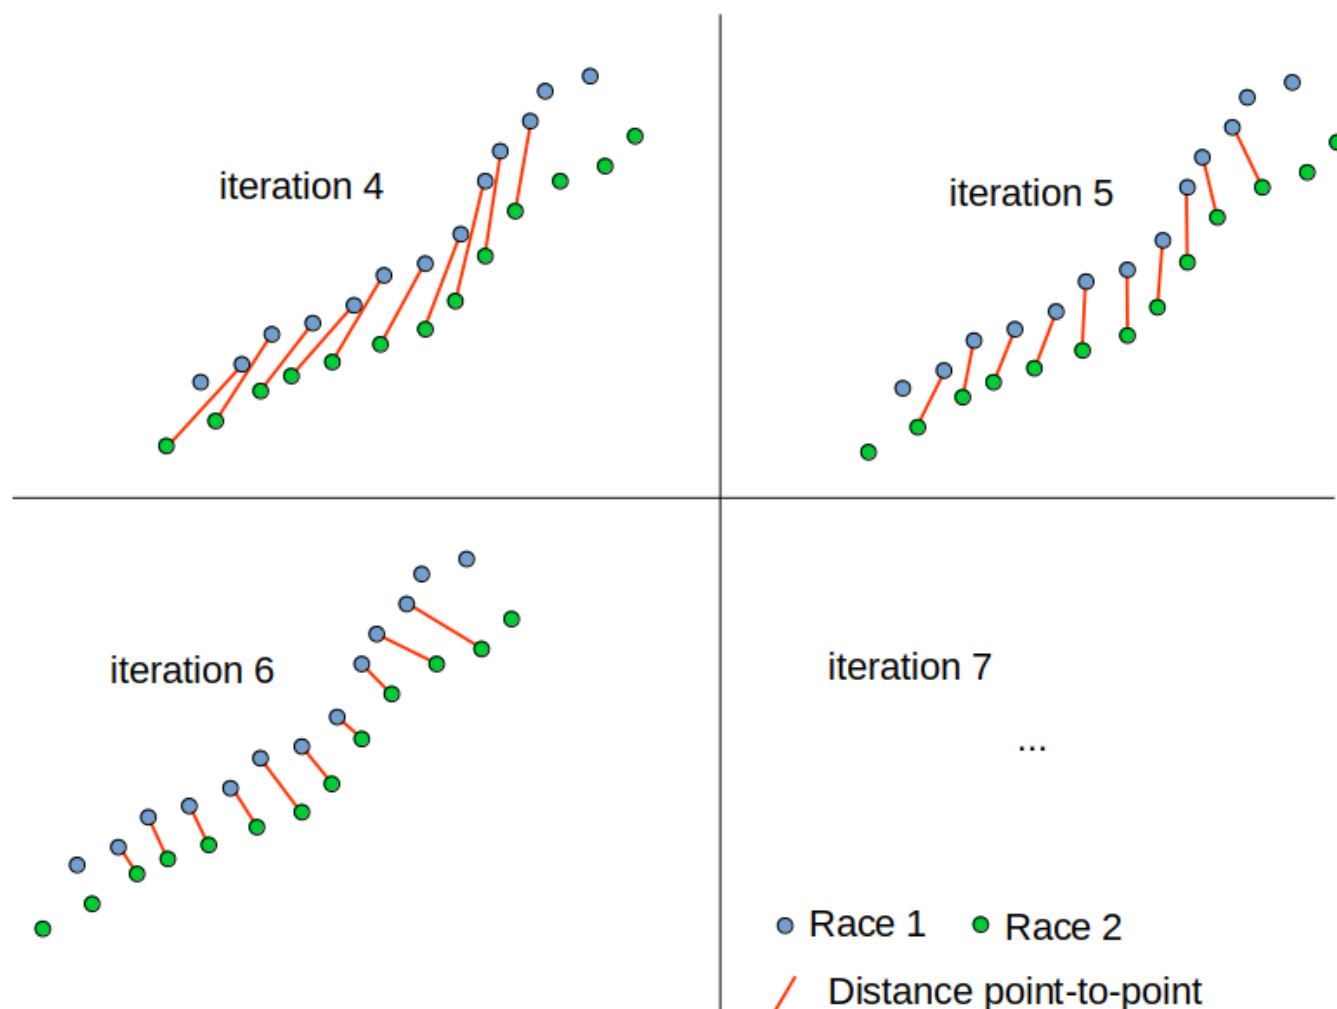 iteration 4
iteration 5
iteration 6
iteration 7
...
Race 1
Race 2
Distance point-to-point